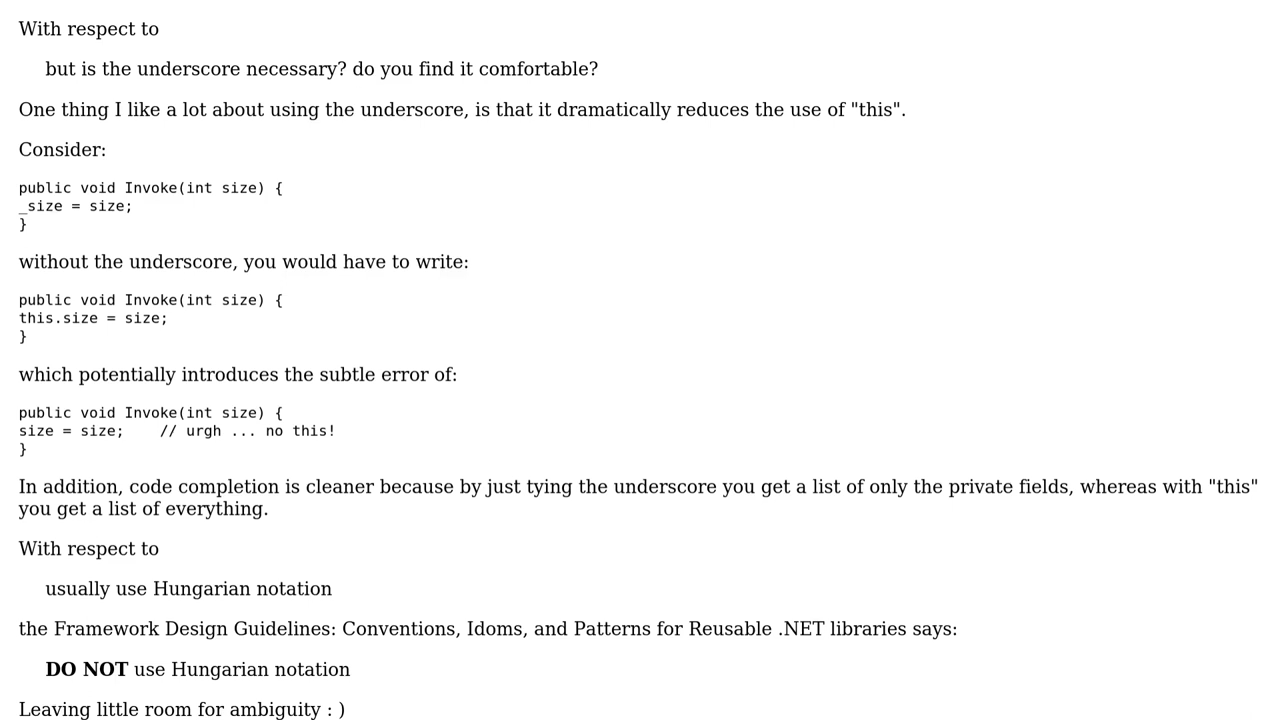 With respect to
but is the underscore necessary? do you find it comfortable?
One thing I like a lot about using the underscore, is that it dramatically reduces the use of "this".
Consider:
public void Invoke(int size) {
_size = size;
}
without the underscore, you would have to write:
public void Invoke(int size) {
this.size = size;
}
which potentially introduces the subtle error of:
public void Invoke(int size) {
size = size;    // urgh ... no this!
}
In addition, code completion is cleaner because by just tying the underscore you get a list of only the private fields, whereas with "this"
you get a list of everything.
With respect to
usually use Hungarian notation
the Framework Design Guidelines: Conventions, Idoms, and Patterns for Reusable .NET libraries says:
DO NOT use Hungarian notation
Leaving little room for ambiguity : )